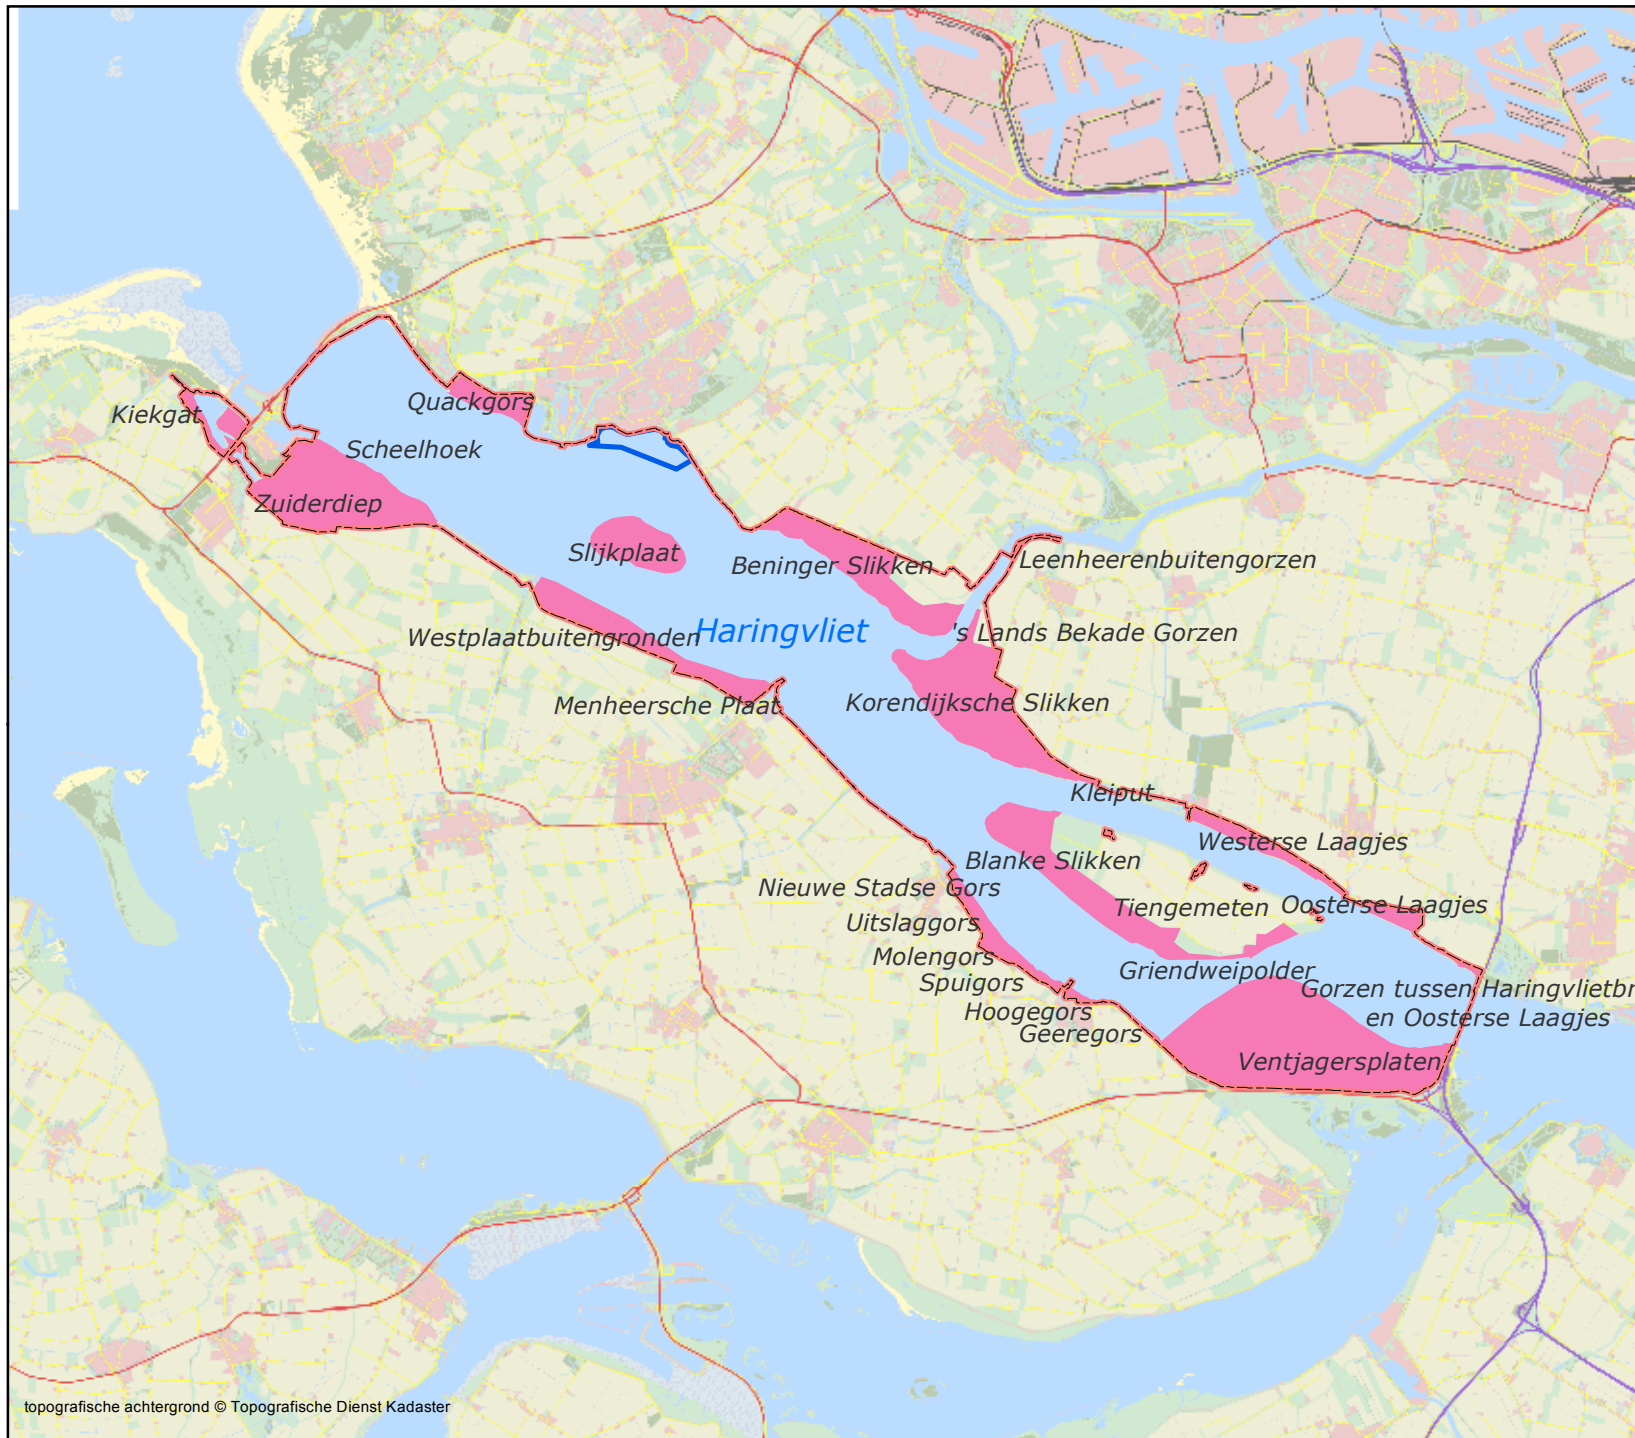 Quackgors
Kiekgat
Scheelhoek
Zuiderdiep
Slijkplaat
Beninger Slikken
Leenheerenbuitengorzen
Westplaatbuitengronden
Haringvliet
's Lands Bekade Gorzen
Menheersche Plaat
Korendijksche Slikken
Kleiput
Westerse Laagjes
Blanke Slikken
Nieuwe Stadse Gors
Tiengemeten
Oosterse Laagjes
Uitslaggors
Molengors
Griendweipolder
Spuigors
Gorzen tussen Haringvlietbr
en Oosterse Laagjes
Hoogegors
Geeregors
Ventjagersplaten
topografische achtergrond © Topografische Dienst Kadaster